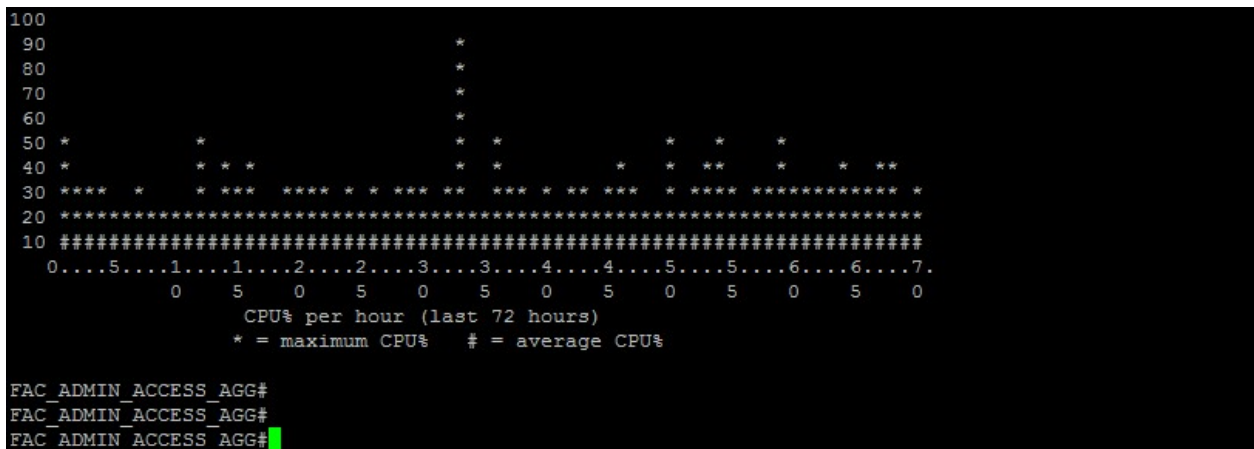 100
 90                                 *
 80                                 *
 70                                 *
 60                                 *
 50 *          *                    *  *             *   *    *
 40 *          * * *                *  *         *   *  **    *    *  **
 30 ****  *    * ***  **** * * *** **  *** * ** ***  * **** ************ *
 20 **********************************************************************
 10 ######################################################################
   0....5....1....1....2....2....3....3....4....4....5....5....6....6....7.
             0    5    0    5    0    5    0    5    0    5    0    5    0
                   CPU% per hour (last 72 hours)
                  * = maximum CPU%   # = average CPU%
FAC_ADMIN_ACCESS_AGG#
FAC_ADMIN_ACCESS_AGG#
FAC_ADMIN_ACCESS_AGG#